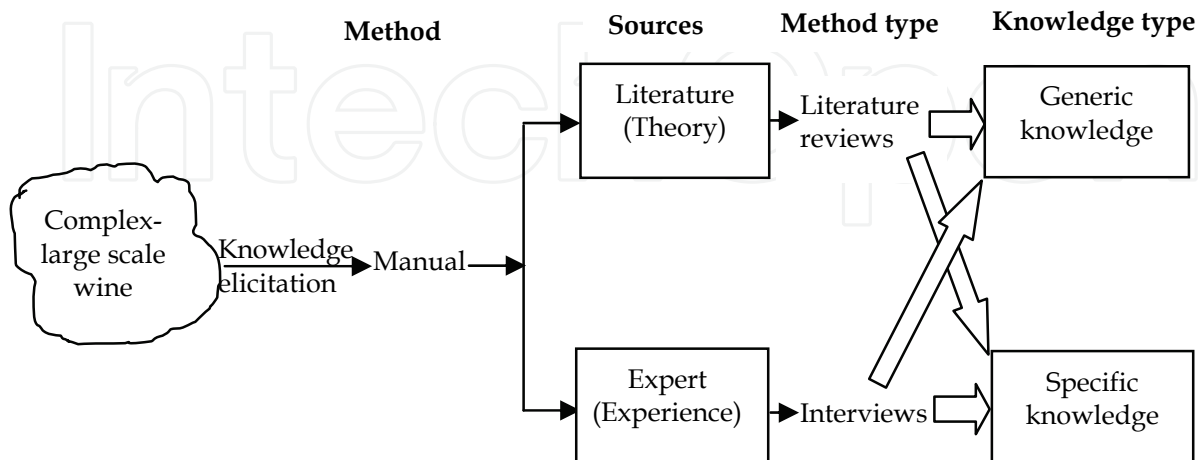 Method
Sources
Method type
Knowledge type
IntechOpen
Literature
(Theory)
Literature
reviews
Generic
knowledge
Complex-
large scale
wine
Knowledge
elicitation
Manual
Expert
(Experience)
Interviews
Specific
knowledge